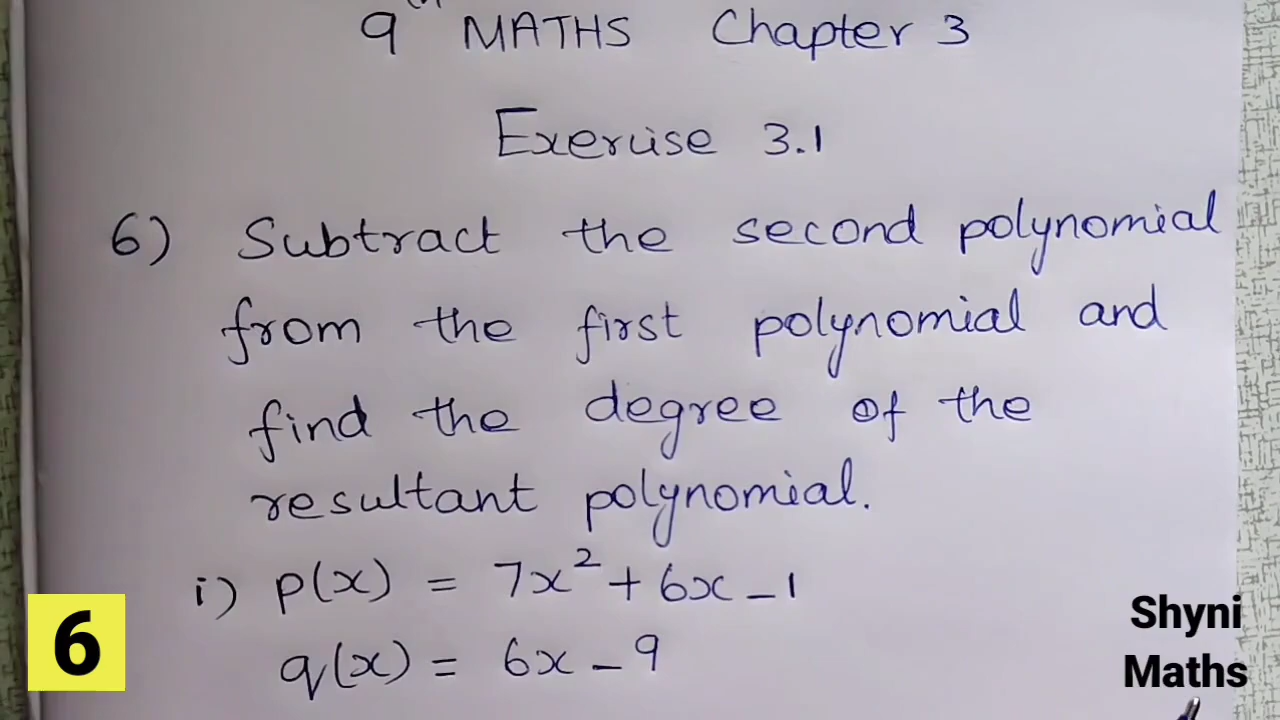 9th MATHS Chapter 3
Exercise 3.1
6) Subtract the second polynomial
from the first polynomial and
find the degree of the
resultant polynomial.
i) p(x) = 7x² + 6x - 1
q(x) = 6x - 9
6
Shyni
Maths